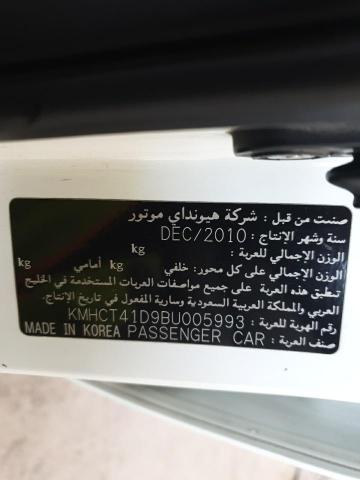 صنعت من قبل : شركة هيونداي موتور
سنة وشهر الإنتاج : DEC/2010
الوزن الإجمالي للعربة : kg
الوزن الإجمالي على كل محور: خلفي kg أمامي kg
تنطبق هذه العربة على جميع مواصفات العربات المستخدمة في الخليج
العربي والمملكة العربية السعودية وسارية المفعول في تاريخ الإنتاج.
رقم الهوية للعربة : KMHCT41D9BU005993
صنف العربة : PASSENGER CAR MADE IN KOREA